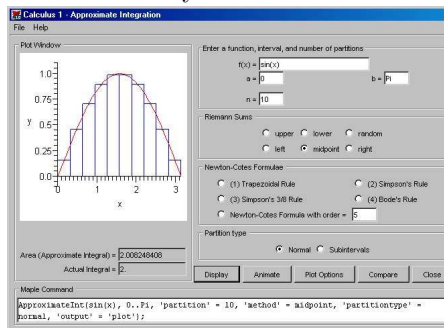 Calculus 1 - Approximate Integration
File Help
Plot Window
1.0
0.75
y
0.5
0.25
0.0
0 1 2 3
x
Area (Approximate Integral) = 2.008248408
Actual Integral = 2.
Enter a function, interval, and number of partitions
f(x) = sin(x)
a = 0 b = Pi
n = 10
Riemann Sums
upper lower random
left midpoint right
Newton-Cotes Formulae
(1) Trapezoidal Rule (2) Simpson's Rule
(3) Simpson's 3/8 Rule (4) Bode's Rule
Newton-Cotes Formula with order = 5
Partition type
Normal Subintervals
Display Animate Plot Options Compare Close
Maple Command
ApproximateInt(sin(x), 0..Pi, 'partition' = 10, 'method' = midpoint, 'partitiontype' =
normal, 'output' = 'plot');